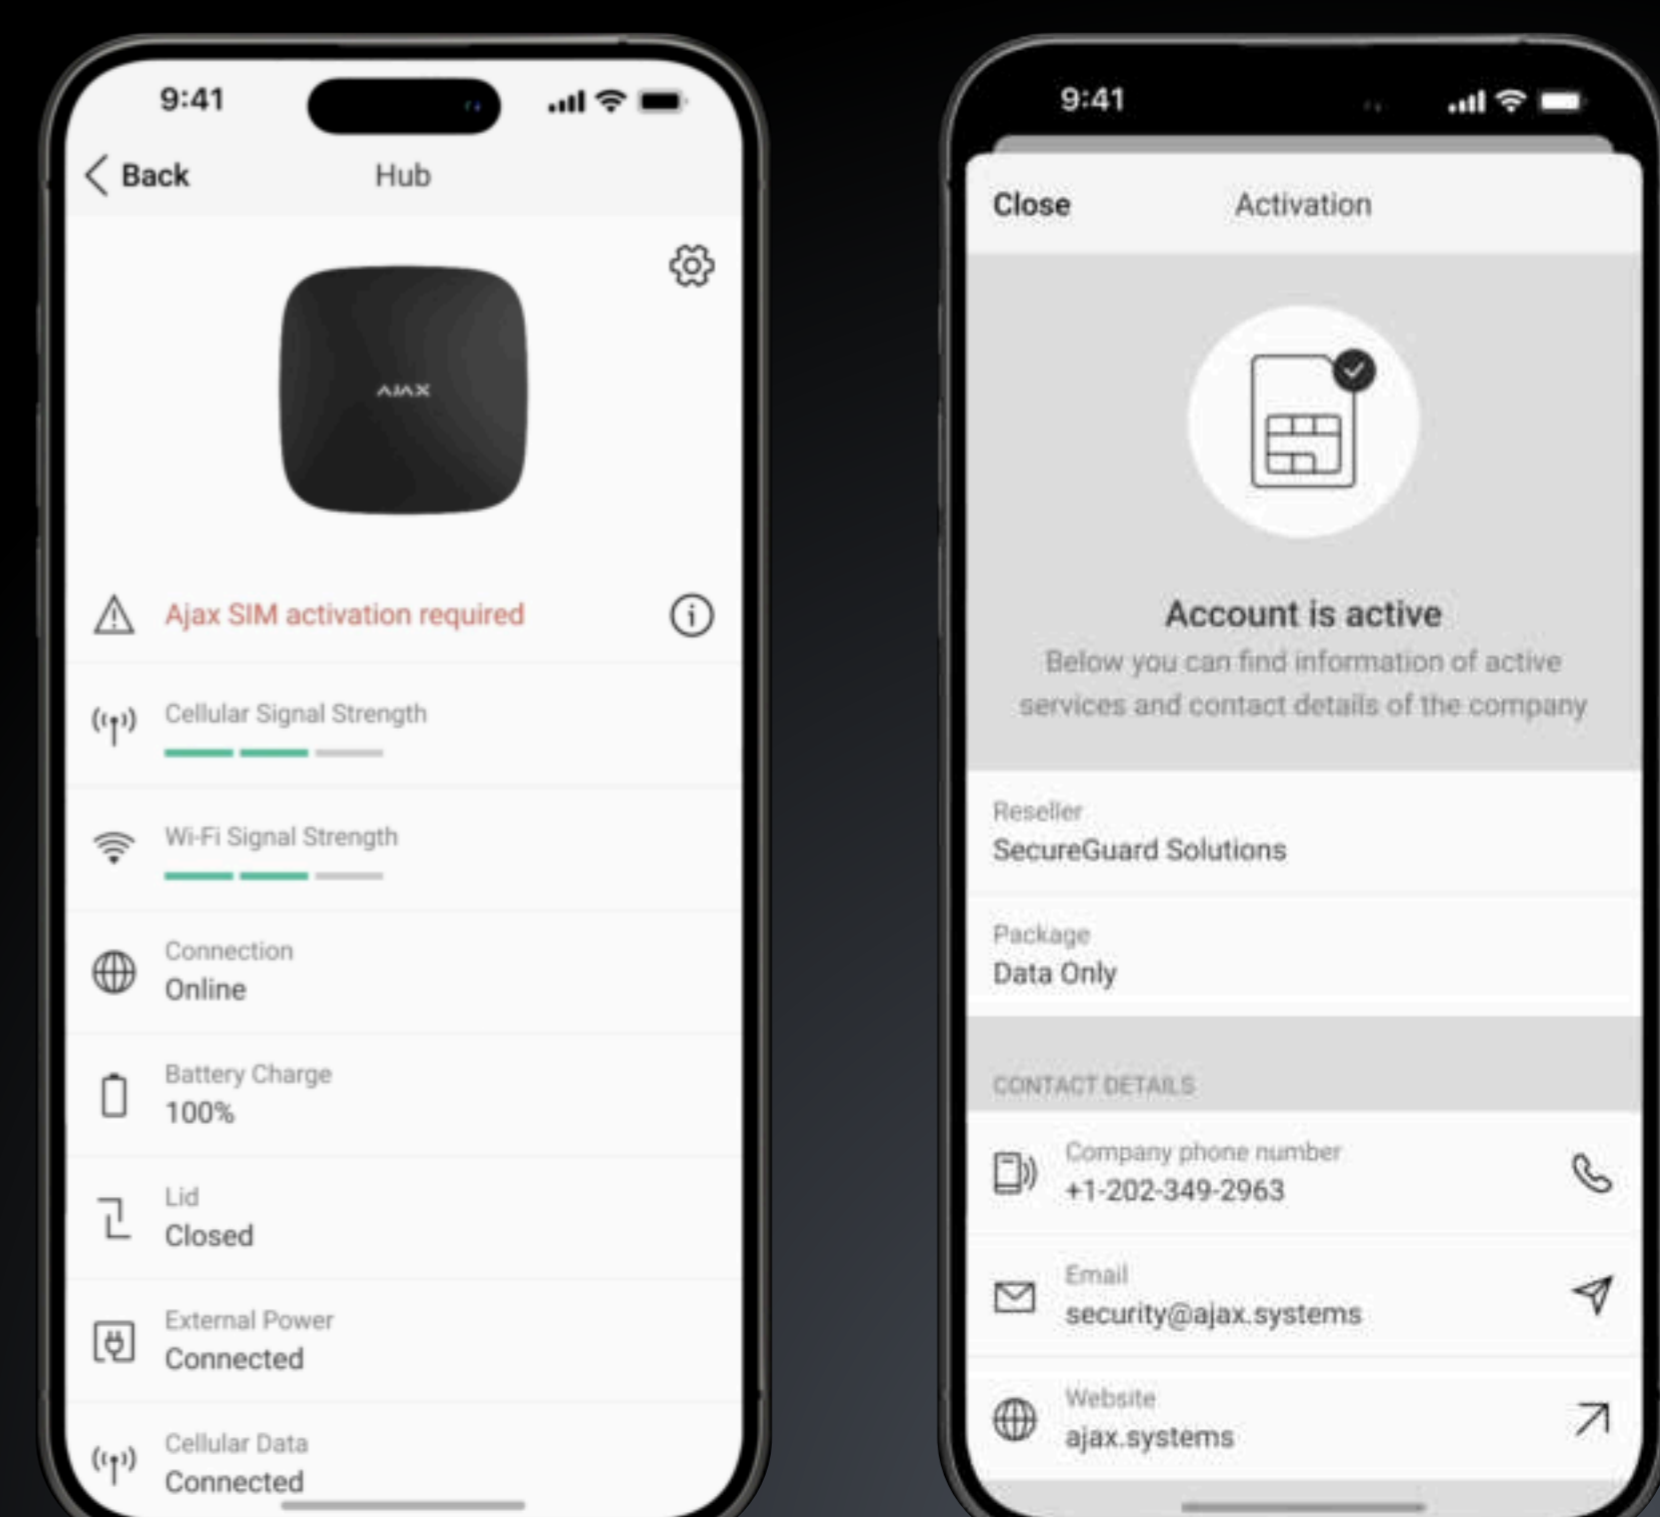 9:41
Back
Hub
AJAX
Ajax SIM activation required
Cellular Signal Strength
Wi-Fi Signal Strength
Connection
Online
Battery Charge
100%
Lid
Closed
External Power
Connected
Cellular Data
Connected
9:41
Close
Activation
Account is active
Below you can find information of active
services and contact details of the company
Reseller
SecureGuard Solutions
Package
Data Only
CONTACT DETAILS
Company phone number
+1-202-349-2963
Email
security@ajax.systems
Website
ajax.systems